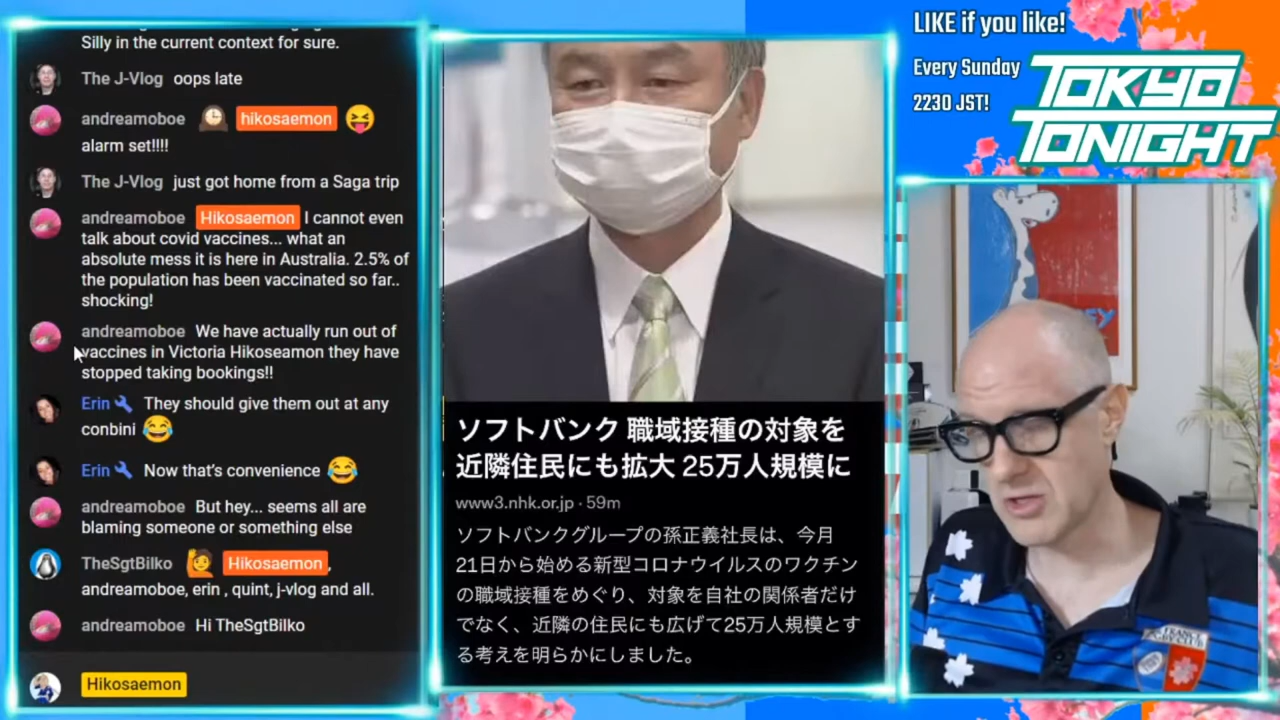 Silly in the current context for sure.
The J-Vlog oops late
andreamoboe hikosaemon
alarm set!!!!
The J-Vlog just got home from a Saga trip
andreamoboe Hikosaemon I cannot even
talk about covid vaccines... what an
absolute mess it is here in Australia. 2.5% of
the population has been vaccinated so far..
shocking!
andreamoboe We have actually run out of
vaccines in Victoria Hikoseamon they have
stopped taking bookings!!
Erin They should give them out at any
conbini
Erin Now that's convenience
andreamoboe But hey... seems all are
blaming someone or something else
TheSgtBilko Hikosaemon,
andreamoboe, erin , quint, j-vlog and all.
andreamoboe Hi TheSgtBilko
Hikosaemon
ソフトバンク 職域接種の対象を
近隣住民にも拡大 25万人規模に
www3.nhk.or.jp · 59m
ソフトバンクグループの孫正義社長は、今月
21日から始める新型コロナウイルスのワクチン
の職域接種をめぐり、対象を自社の関係者だけ
でなく、近隣の住民にも広げて25万人規模とす
る考えを明らかにしました。
LIKE if you like!
Every Sunday
2230 JST!
TOKYO
TONIGHT